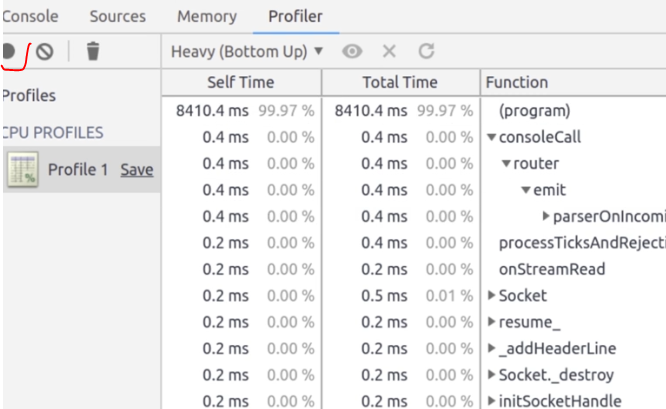 Console Sources Memory Profiler
Heavy (Bottom Up) ▼
Profiles
CPU PROFILES
Profile 1 Save
Self Time Total Time Function
8410.4 ms 99.97 % 8410.4 ms 99.97 % (program)
0.4 ms 0.00 % 0.4 ms 0.00 % ▼consoleCall
0.4 ms 0.00 % 0.4 ms 0.00 % ▼router
0.4 ms 0.00 % 0.4 ms 0.00 % ▼emit
0.4 ms 0.00 % 0.4 ms 0.00 % ▶parserOnIncomi
0.2 ms 0.00 % 0.4 ms 0.00 % processTicksAndRejecti
0.2 ms 0.00 % 0.2 ms 0.00 % onStreamRead
0.2 ms 0.00 % 0.5 ms 0.01 % ▶Socket
0.2 ms 0.00 % 0.2 ms 0.00 % ▶resume_
0.2 ms 0.00 % 0.2 ms 0.00 % ▶_addHeaderLine
0.2 ms 0.00 % 0.2 ms 0.00 % ▶Socket._destroy
0.2 ms 0.00 % 0.2 ms 0.00 % ▶initSocketHandle